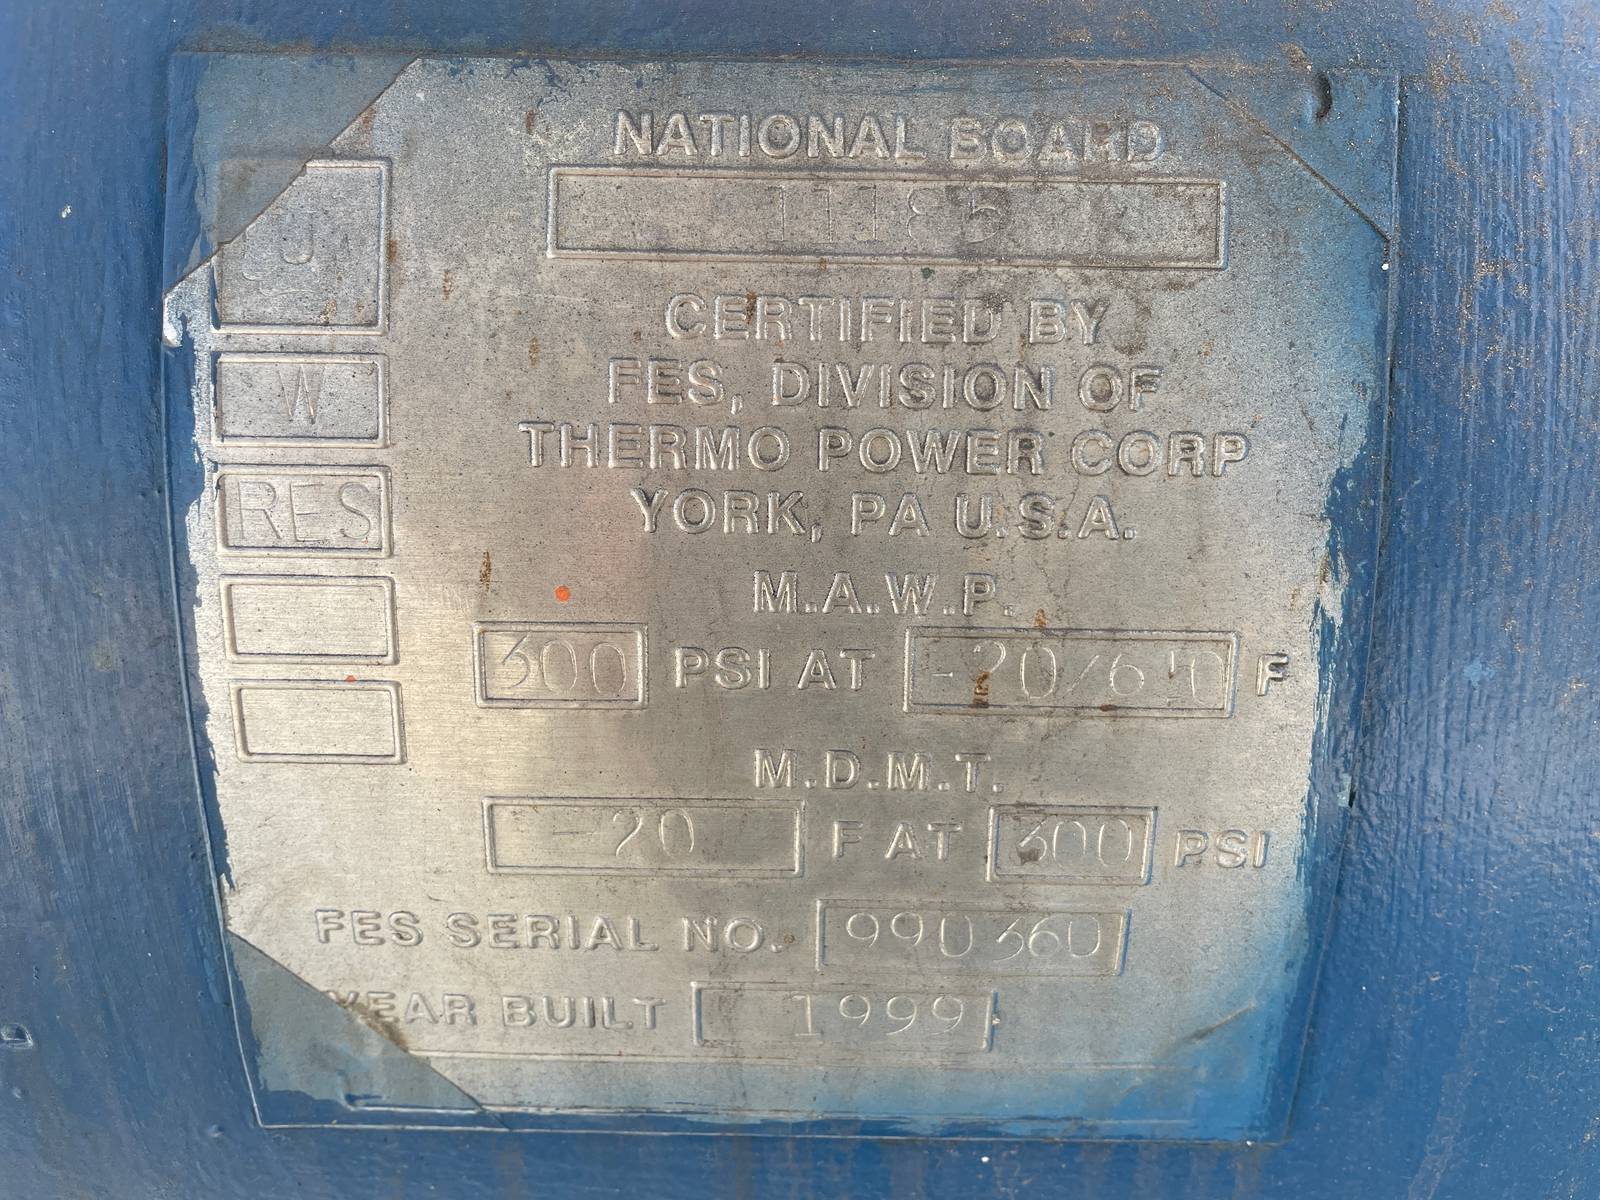 NATIONAL BOARD
11185
U
CERTIFIED BY
W
FES, DIVISION OF
THERMO POWER CORP
RES
YORK, PA U.S.A.
M.A.W.P.
300 PSI AT -20/650 F
M.D.M.T.
-20 F AT 300 PSI
FES SERIAL NO. 990360
YEAR BUILT 1999